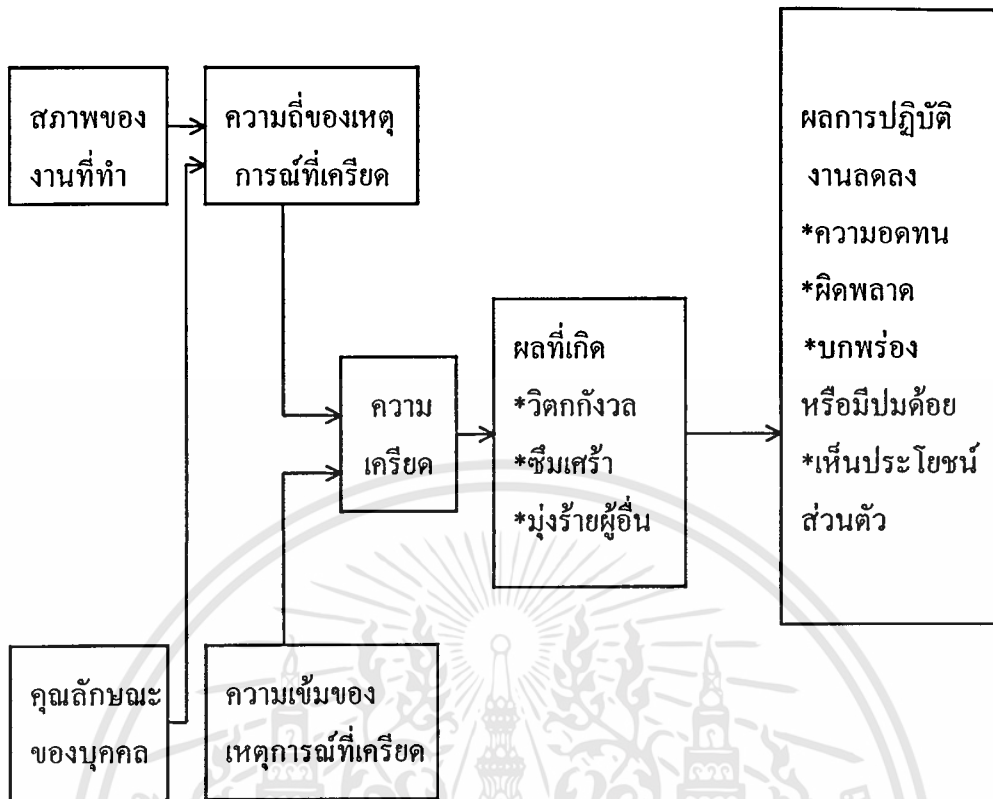 สภาพของ
งานที่ทำ
ความถี่ของเหตุ
การณ์ที่เครียด
คุณลักษณะ
ของบุคคล
ความเข้มของ
เหตุการณ์ที่เครียด
ความ
เครียด
ผลที่เกิด
*วิตกกังวล
*ซึมเศร้า
*มุ่งร้ายผู้อื่น
ผลการปฏิบัติ
งานลดลง
*ความอดทน
*ผิดพลาด
*บกพร่อง
หรือมีปมด้อย
*เห็นประโยชน์
ส่วนตัว